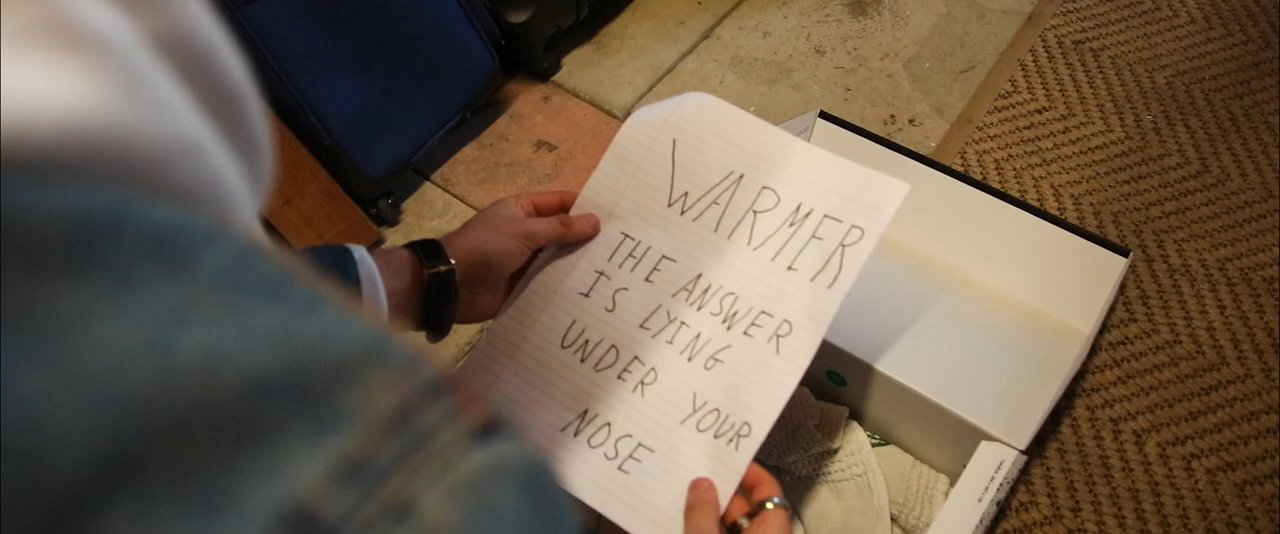 WARMER
THE ANSWER
IS LYING
UNDER YOUR
NOSE